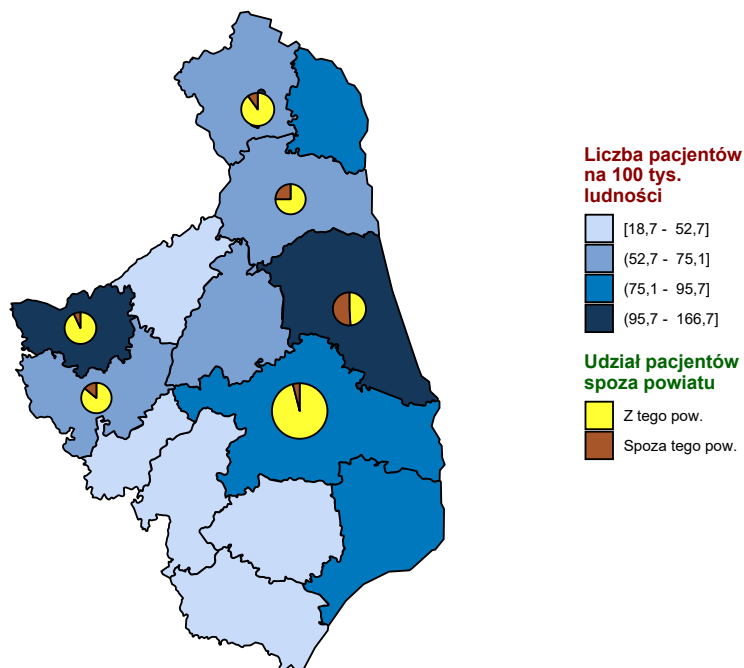 Liczba pacjentów
na 100 tys.
ludności
[18,7 - 52,7]
(52,7 - 75,1]
(75,1 - 95,7]
(95,7 - 166,7]
Udział pacjentów
spoza powiatu
Z tego pow.
Spoza tego pow.